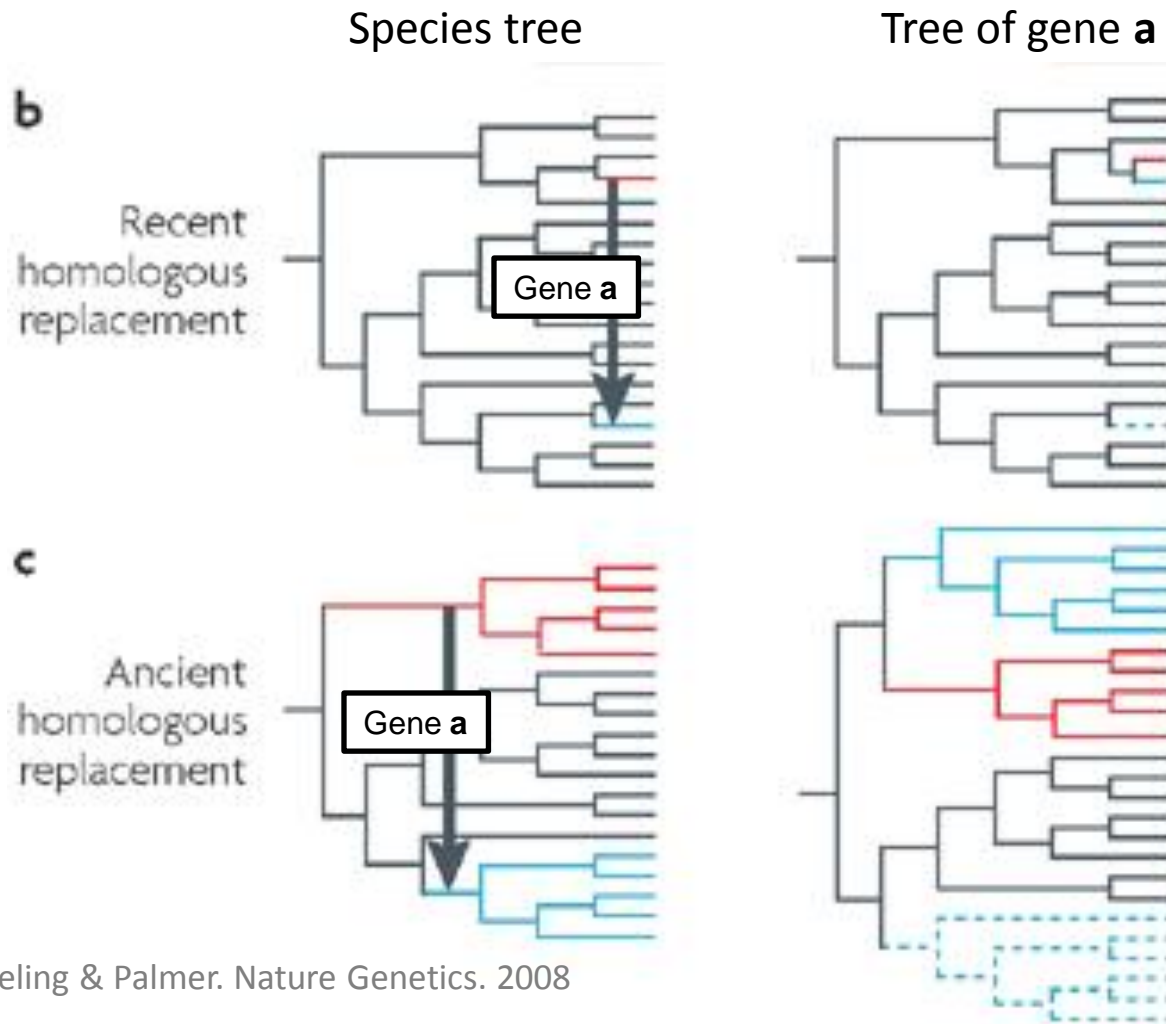 Species tree
Tree of gene a
b
Recent
homologous
replacement
Gene a
c
Ancient
homologous
replacement
Gene a
eling & Palmer. Nature Genetics. 2008